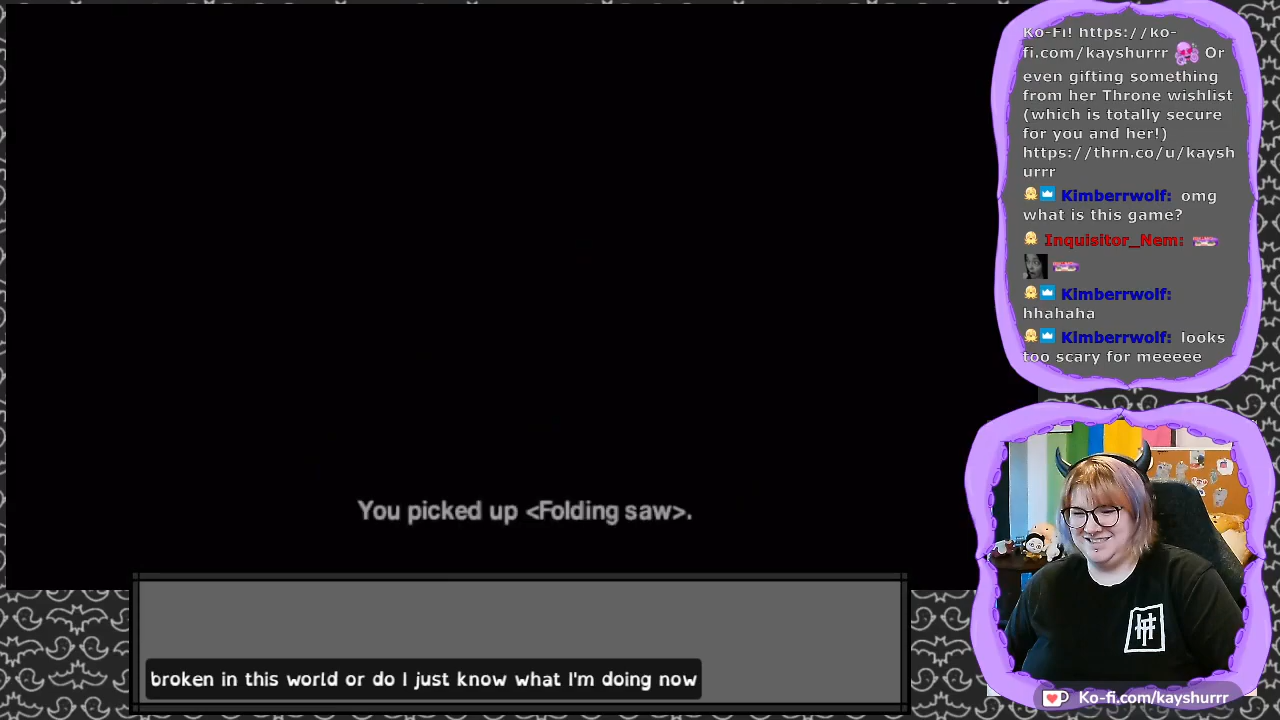 Ko-Fi! https://ko-
fi.com/kayshurrr Or
even gifting something
from her Throne wishlist
(which is totally secure
for you and her!)
https://thrn.co/u/kaysh
urrr
Kimberrwolf: omg
what is this game?
Inquisitor_Nem:
Kimberrwolf:
hhahaha
Kimberrwolf: looks
too scary for meeeee
You picked up <Folding saw>.
broken in this world or do I just know what I'm doing now
Ko-fi.com/kayshurrr